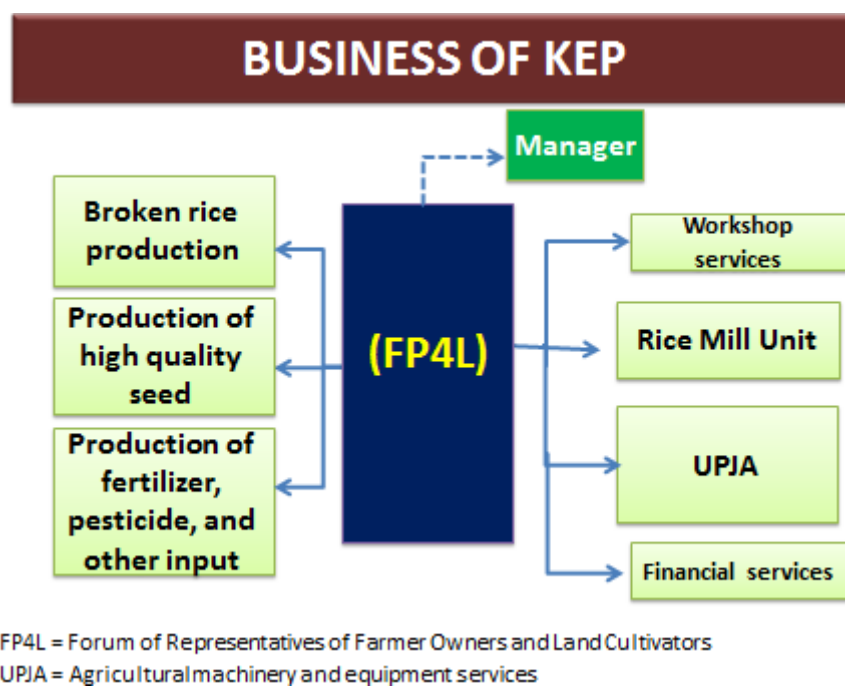 BUSINESS OF KEP
Manager
Broken rice
production
Production of
high quality
seed
Production of
fertilizer,
pesticide, and
other input
(FP4L)
Workshop
services
Rice Mill Unit
UPJA
Financial services
FP4L = Forum of Representatives of Farmer Owners and Land Cultivators
UPJA = Agricultural machinery and equipment services